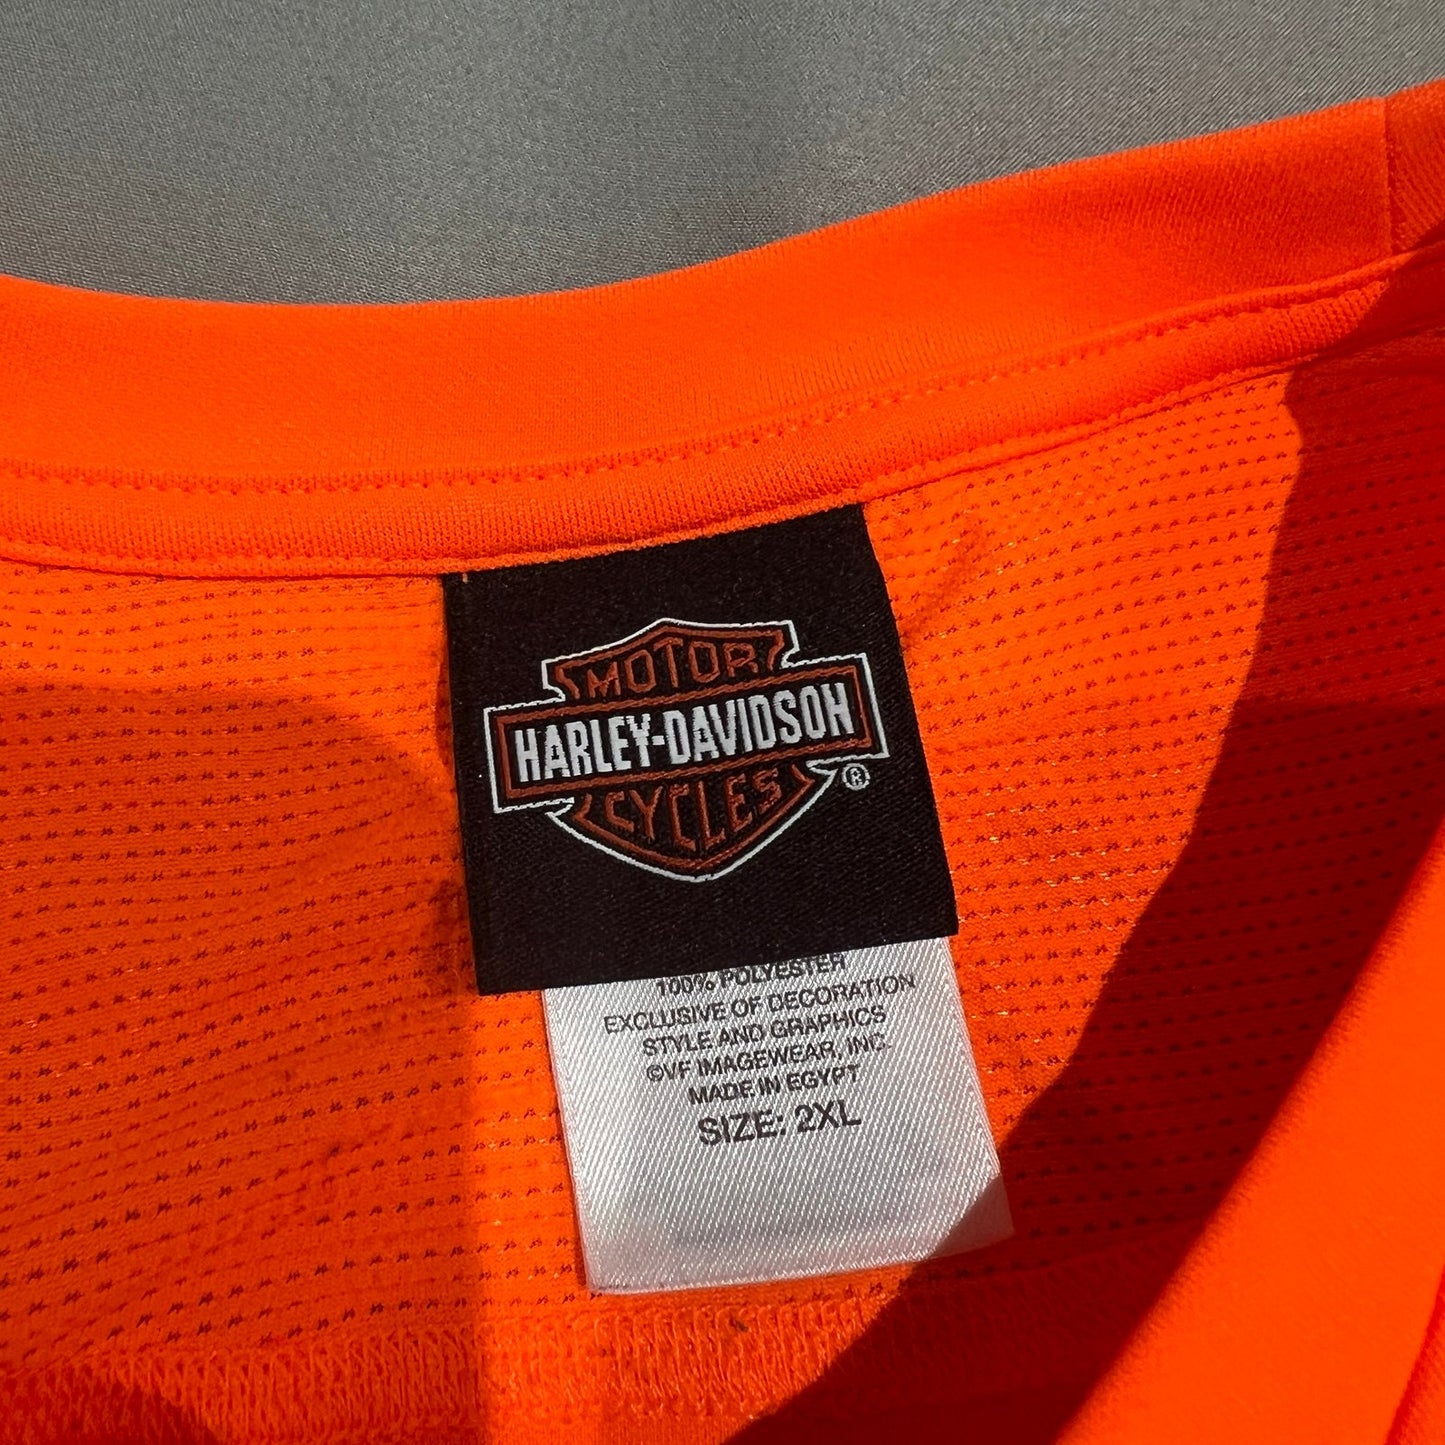 MOTOR
HARLEY-DAVIDSON
CYCLES
®
100% POLYESTER
EXCLUSIVE OF DECORATION
STYLE AND GRAPHICS
©VF IMAGEWEAR, INC.
MADE IN EGYPT
SIZE: 2XL